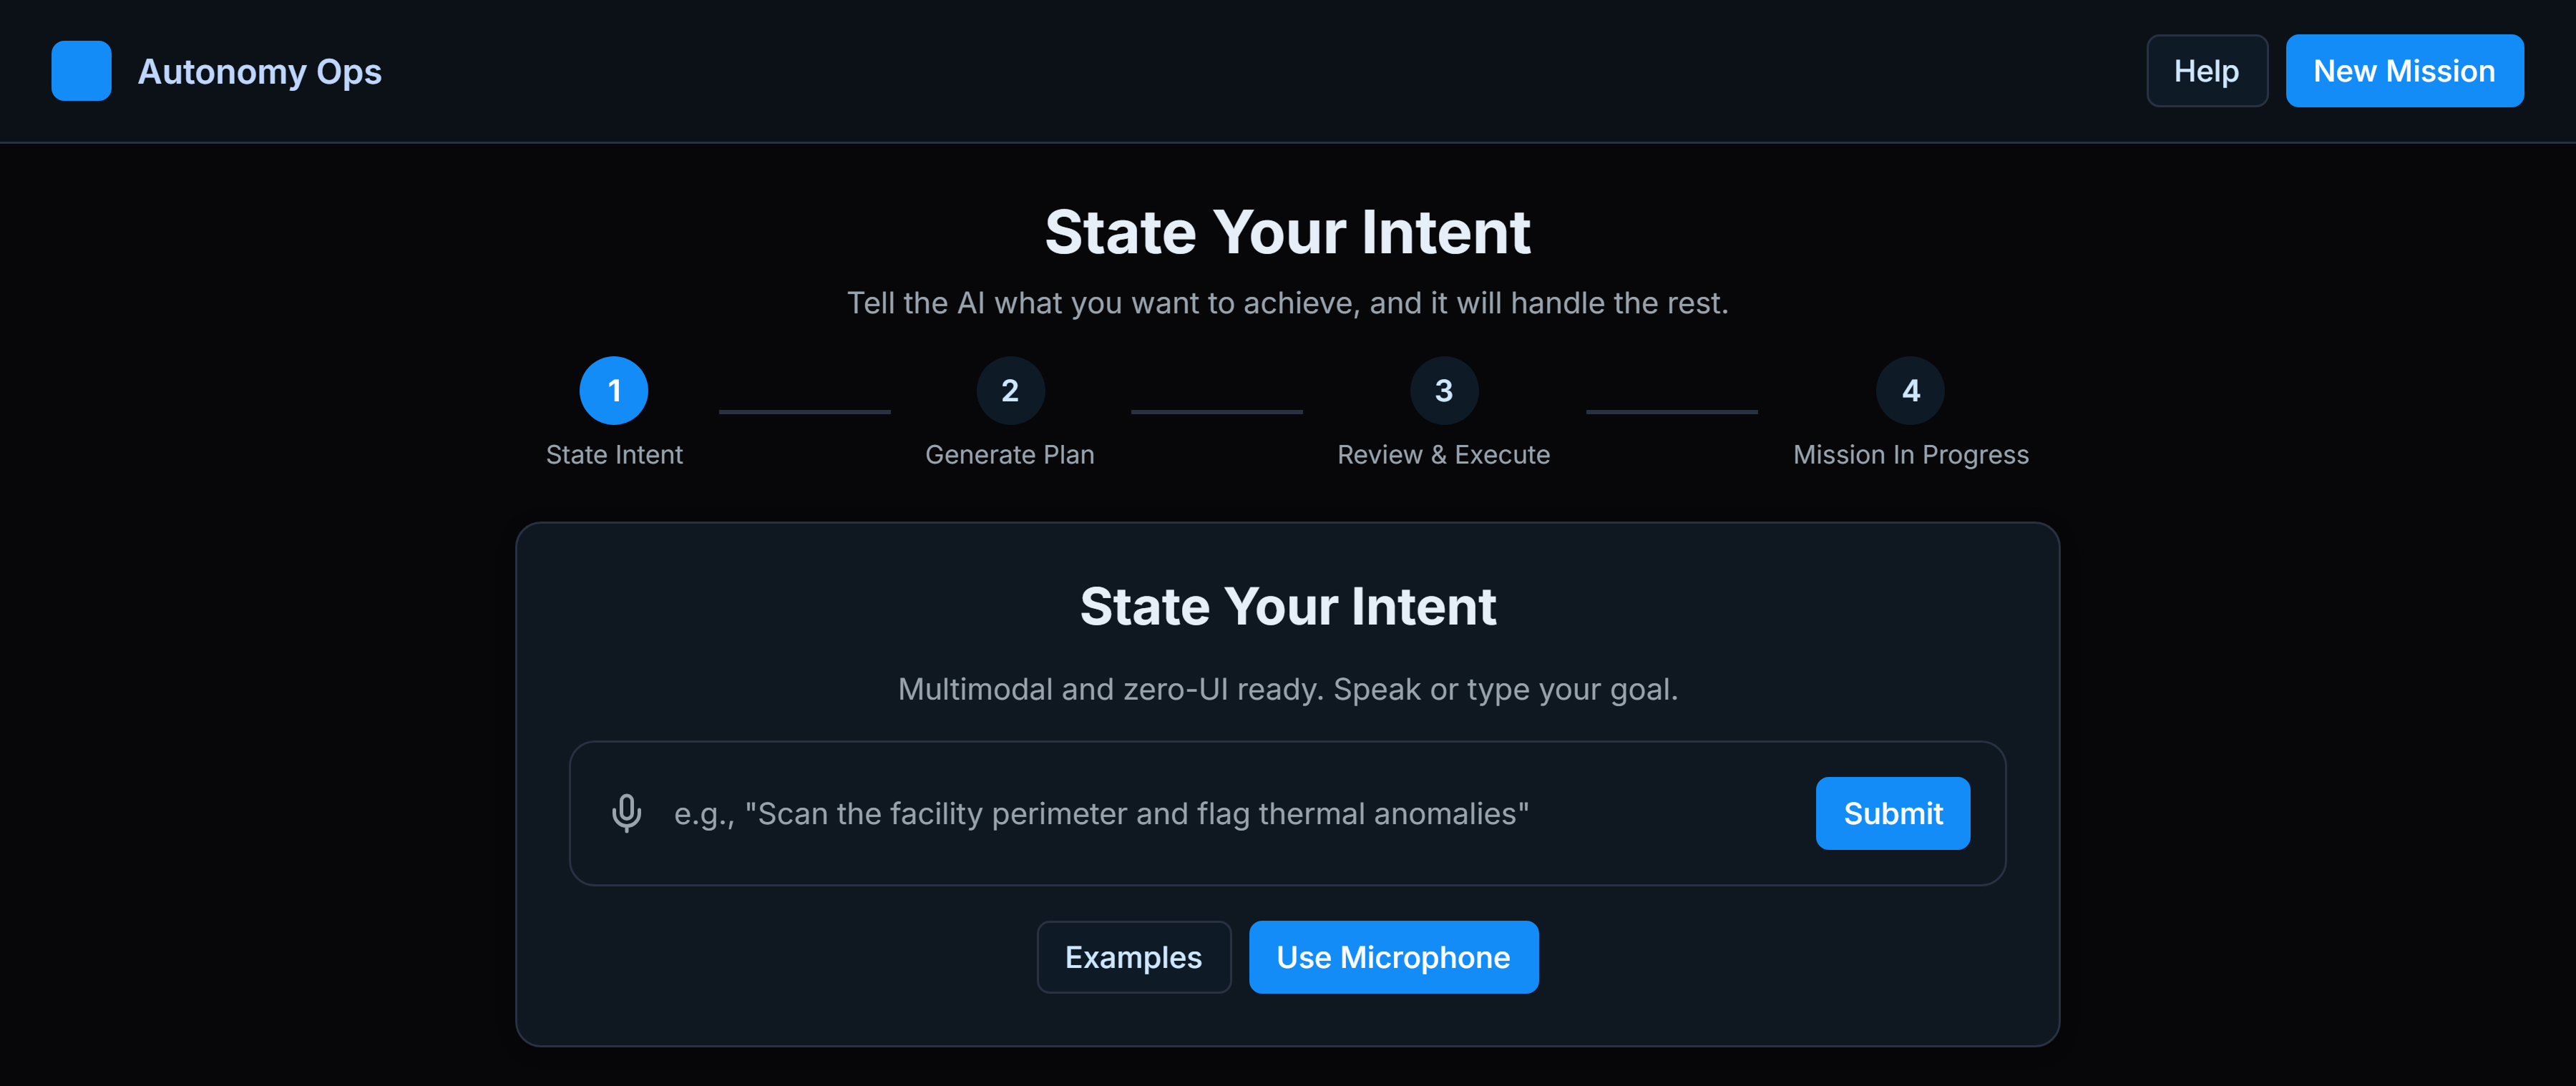 Autonomy Ops
Help
New Mission
State Your Intent
Tell the AI what you want to achieve, and it will handle the rest.
1
2
3
4
State Intent
Generate Plan
Review & Execute
Mission In Progress
State Your Intent
Multimodal and zero-UI ready. Speak or type your goal.
e.g., "Scan the facility perimeter and flag thermal anomalies"
Submit
Examples
Use Microphone